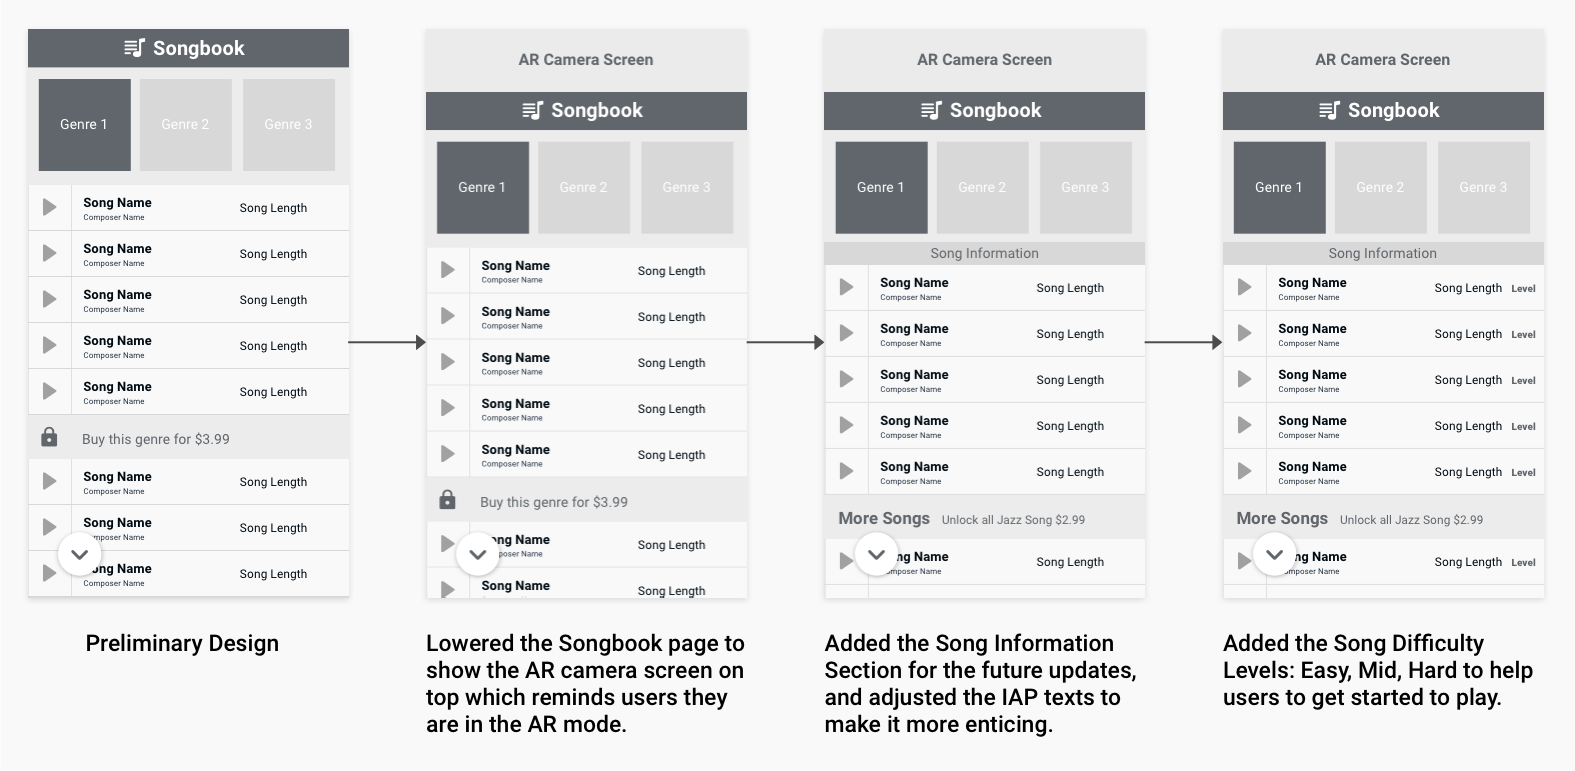 Songbook
Genre 1 Genre 2 Genre 3
Song Name
Composer Name
Song Length
Song Name
Composer Name
Song Length
Song Name
Composer Name
Song Length
Song Name
Composer Name
Song Length
Song Name
Composer Name
Song Length
Buy this genre for $3.99
Song Name
Composer Name
Song Length
Song Name
mposer Name
Song Length
ong Name
Composer Name
Song Length
Preliminary Design
AR Camera Screen
Songbook
Genre 1 Genre 2 Genre 3
Song Name
Composer Name
Song Length
Song Name
Composer Name
Song Length
Song Name
Composer Name
Song Length
Song Name
Composer Name
Song Length
Song Name
Composer Name
Song Length
Buy this genre for $3.99
ong Name
mposer Name
Song Length
Song Name
Song Length
Lowered the Songbook page to
show the AR camera screen on
top which reminds users they
are in the AR mode.
AR Camera Screen
Songbook
Genre 1 Genre 2 Genre 3
Song Information
Song Name
Composer Name
Song Length
Song Name
Composer Name
Song Length
Song Name
Composer Name
Song Length
Song Name
Composer Name
Song Length
Song Name
Composer Name
Song Length
More Songs Unlock all Jazz Song $2.99
ng Name
mposer Name
Song Length
Added the Song Information
Section for the future updates,
and adjusted the IAP texts to
make it more enticing.
AR Camera Screen
Songbook
Genre 1 Genre 2 Genre 3
Song Information
Song Name
Composer Name
Song Length Level
Song Name
Composer Name
Song Length Level
Song Name
Composer Name
Song Length Level
Song Name
Composer Name
Song Length Level
Song Name
Composer Name
Song Length Level
More Songs Unlock all Jazz Song $2.99
ng Name
mposer Name
Song Length Level
Added the Song Difficulty
Levels: Easy, Mid, Hard to help
users to get started to play.